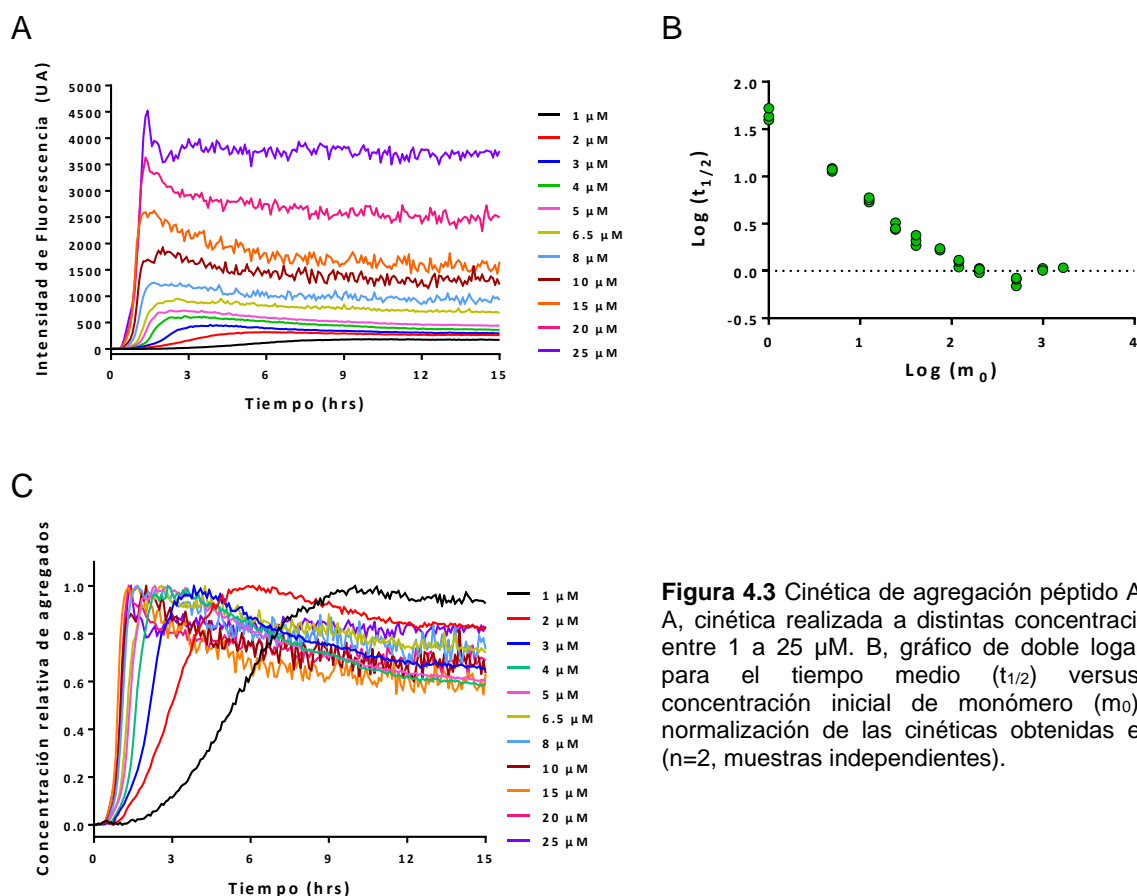 A
Intensidad de Fluorescencia (UA)
5000
4500
4000
3500
3000
2500
2000
1500
1000
500
0
0 3 6 9 12 15
Tiempo (hrs)
1 µM
2 µM
3 µM
4 µM
5 µM
6.5 µM
8 µM
10 µM
15 µM
20 µM
25 µM
B
Log (t1/2)
2.0
1.5
1.0
0.5
0.0
-0.5
0 1 2 3 4
Log (m0)
C
Concentración relativa de agregados
1.0
0.8
0.6
0.4
0.2
0.0
0 3 6 9 12 15
Tiempo (hrs)
1 µM
2 µM
3 µM
4 µM
5 µM
6.5 µM
8 µM
10 µM
15 µM
20 µM
25 µM
Figura 4.3 Cinética de agregación péptido A
A, cinética realizada a distintas concentraci
entre 1 a 25 µM. B, gráfico de doble loga
para el tiempo medio (t1/2) versus
concentración inicial de monómero (m0)
normalización de las cinéticas obtenidas e
(n=2, muestras independientes).